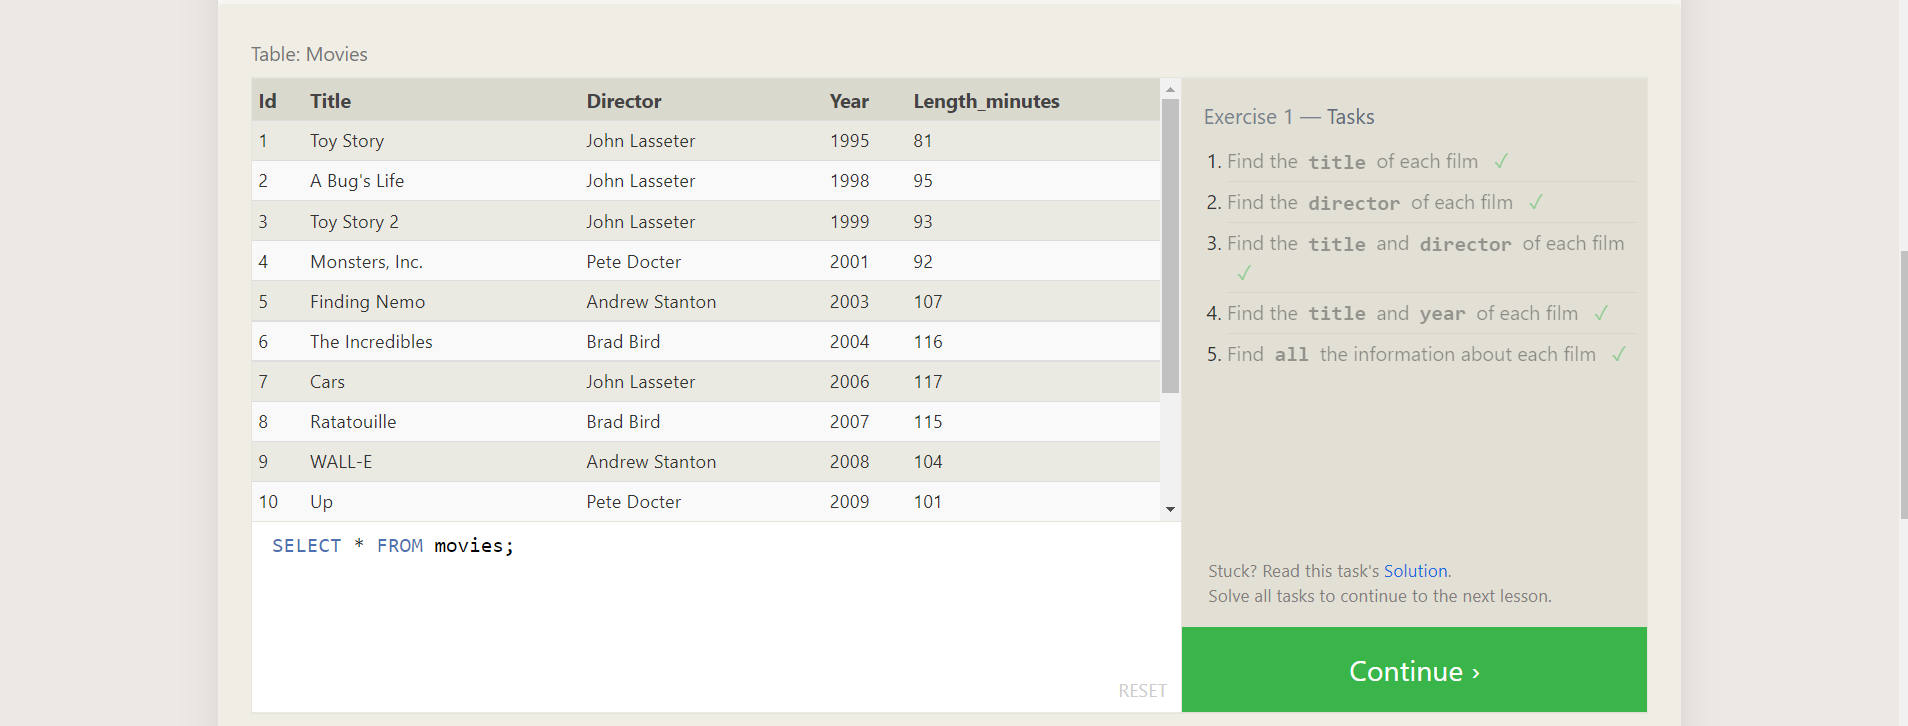 Table: Movies
Id Title Director Year Length_minutes
1 Toy Story John Lasseter 1995 81
2 A Bug's Life John Lasseter 1998 95
3 Toy Story 2 John Lasseter 1999 93
4 Monsters, Inc. Pete Docter 2001 92
5 Finding Nemo Andrew Stanton 2003 107
6 The Incredibles Brad Bird 2004 116
7 Cars John Lasseter 2006 117
8 Ratatouille Brad Bird 2007 115
9 WALL-E Andrew Stanton 2008 104
10 Up Pete Docter 2009 101
SELECT * FROM movies;
RESET
Exercise 1 — Tasks
1. Find the title of each film ✓
2. Find the director of each film ✓
3. Find the title and director of each film
✓
4. Find the title and year of each film ✓
5. Find all the information about each film ✓
Stuck? Read this task's Solution.
Solve all tasks to continue to the next lesson.
Continue ›